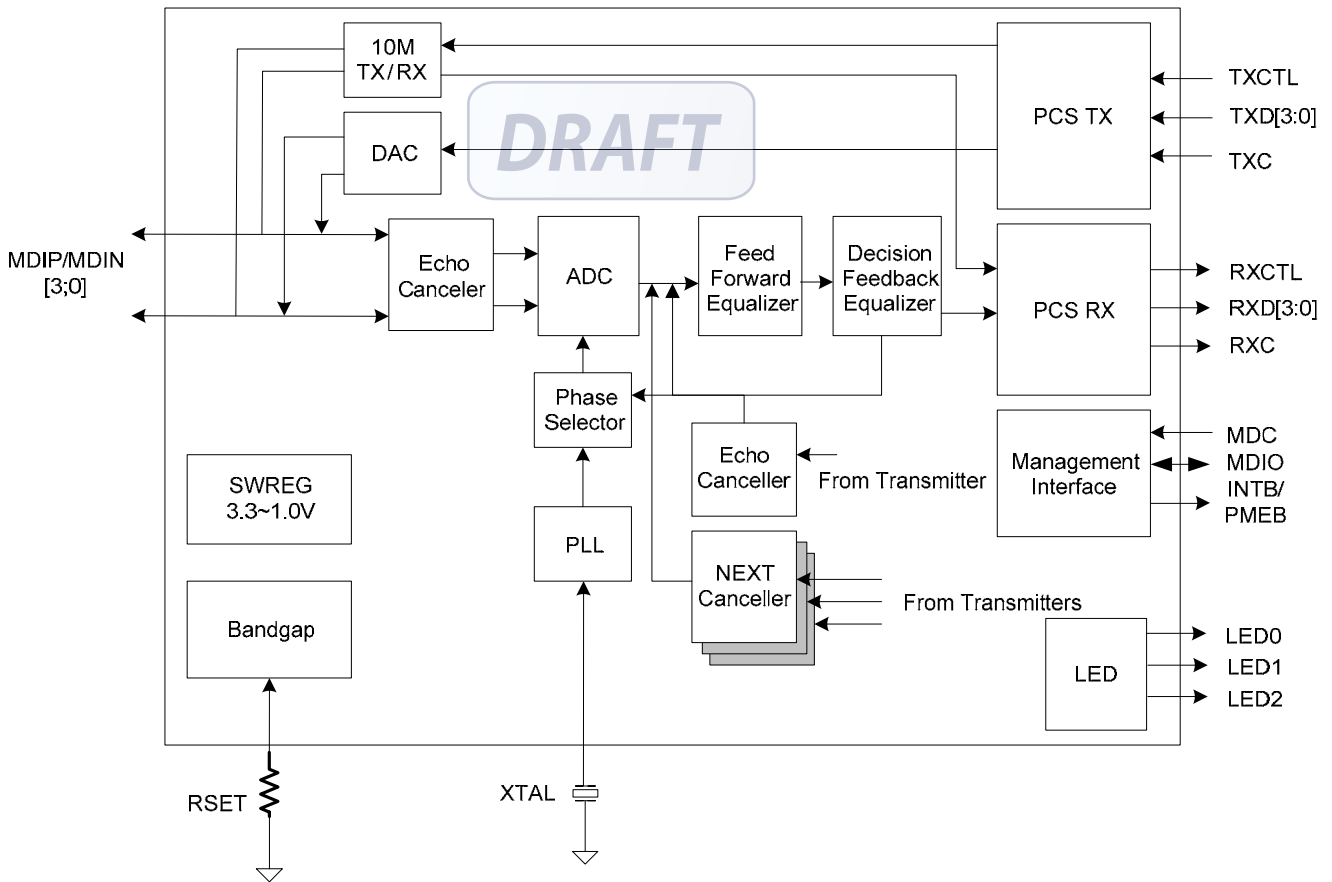 10M
TX/RX
DRAFT
PCS TX
TXCTL
TXD[3:0]
TXC
DAC
MDIP/MDIN
[3;0]
Echo
Canceler
ADC
Feed
Forward
Equalizer
Decision
Feedback
Equalizer
PCS RX
RXCTL
RXD[3:0]
RXC
Phase
Selector
Echo
Canceller
From Transmitter
Management
Interface
MDC
MDIO
INTB/
PMEB
SWREG
3.3~1.0V
PLL
NEXT
Canceller
From Transmitters
Bandgap
LED
LED0
LED1
LED2
RSET
XTAL